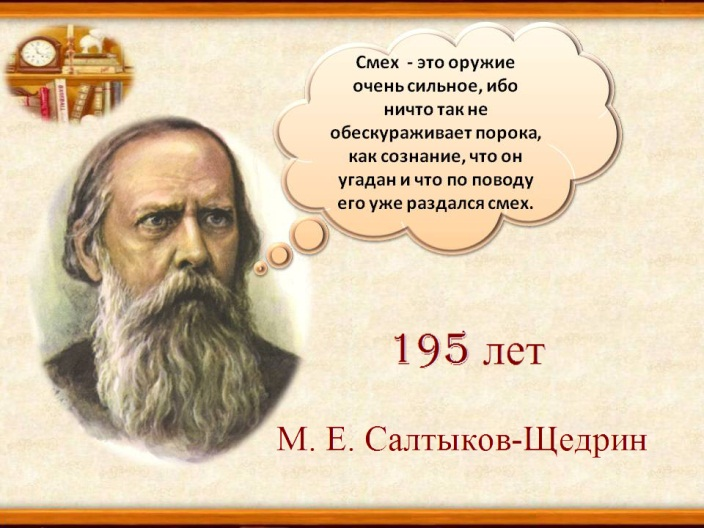 Смех - это оружие
очень сильное, ибо
ничто так не
обескураживает порока,
как сознание, что он
угадан и что по поводу
его уже раздался смех.
195 лет
М. Е. Салтыков-Щедрин